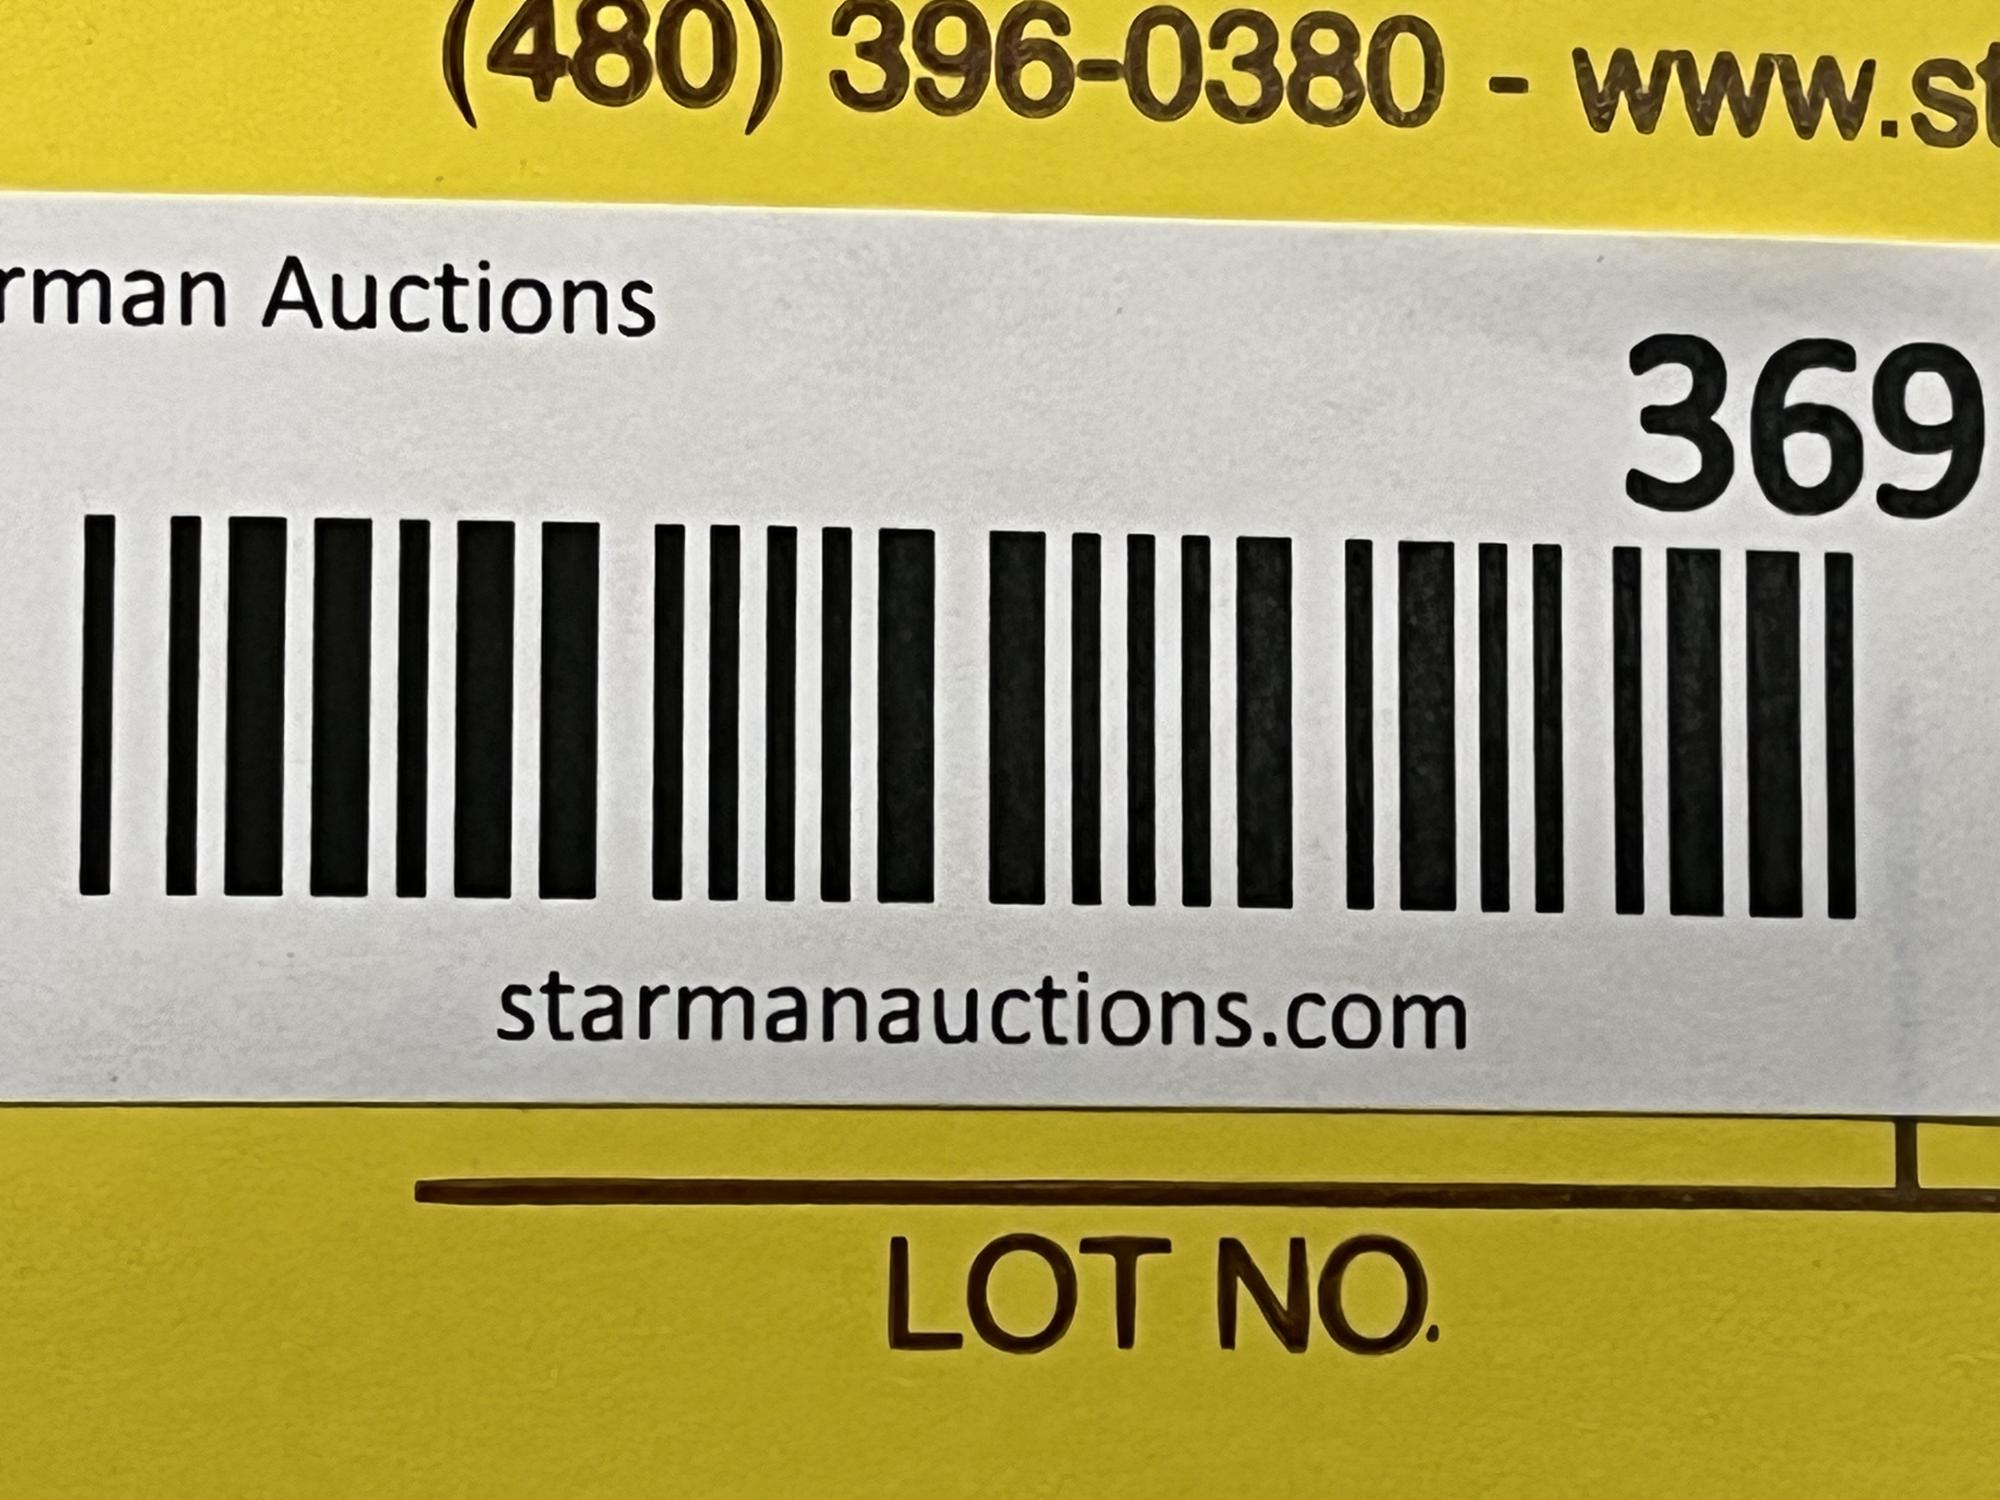 (480) 396-0380 - www.st
rman Auctions
369
starmanauctions.com
LOT NO.